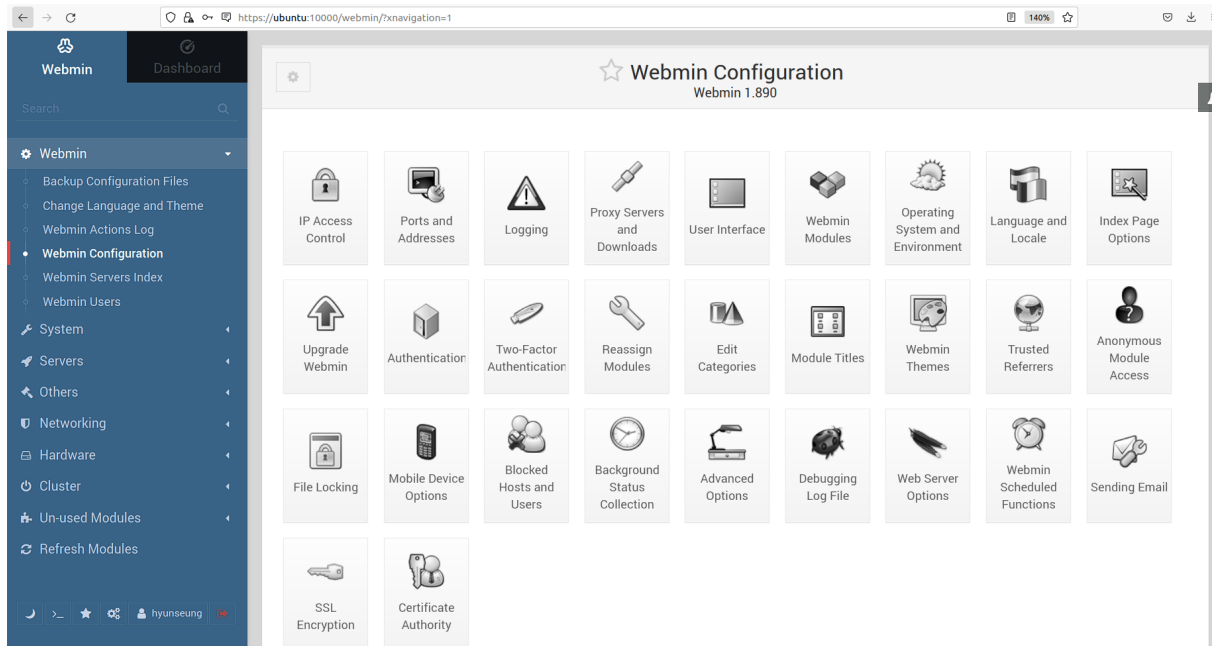 https://ubuntu:10000/webmin/?xnavigation=1
140%
Webmin
Dashboard
Search
Webmin
Backup Configuration Files
Change Language and Theme
Webmin Actions Log
Webmin Configuration
Webmin Servers Index
Webmin Users
System
Servers
Others
Networking
Hardware
Cluster
Un-used Modules
Refresh Modules
>_
hyunseung
Webmin Configuration
Webmin 1.890
IP Access
Control
Ports and
Addresses
Logging
Proxy Servers
and
Downloads
User Interface
Webmin
Modules
Operating
System and
Environment
Language and
Locale
Index Page
Options
Upgrade
Webmin
Authentication
Two-Factor
Authentication
Reassign
Modules
Edit
Categories
Module Titles
Webmin
Themes
Trusted
Referrers
?
Anonymous
Module
Access
File Locking
Mobile Device
Options
Blocked
Hosts and
Users
Background
Status
Collection
Advanced
Options
Debugging
Log File
Web Server
Options
Webmin
Scheduled
Functions
Sending Email
SSL
Encryption
Certificate
Authority